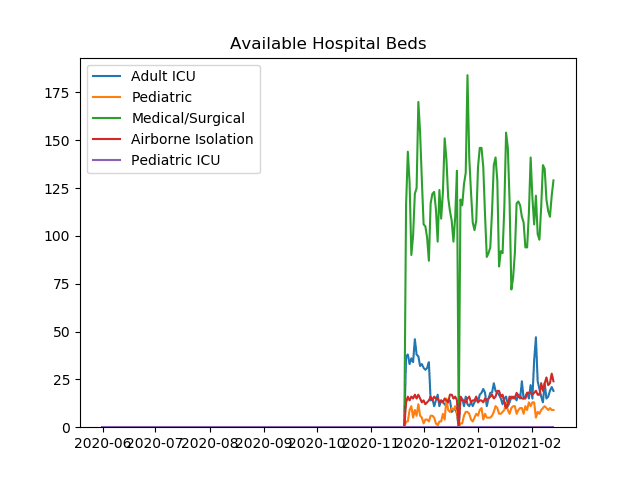 Available Hospital Beds
Adult ICU
Pediatric
Medical/Surgical
Airborne Isolation
Pediatric ICU
175
150
125
100
75
50
25
0
2020-06 2020-07 2020-08 2020-09 2020-10 2020-11 2020-12 2021-01 2021-02